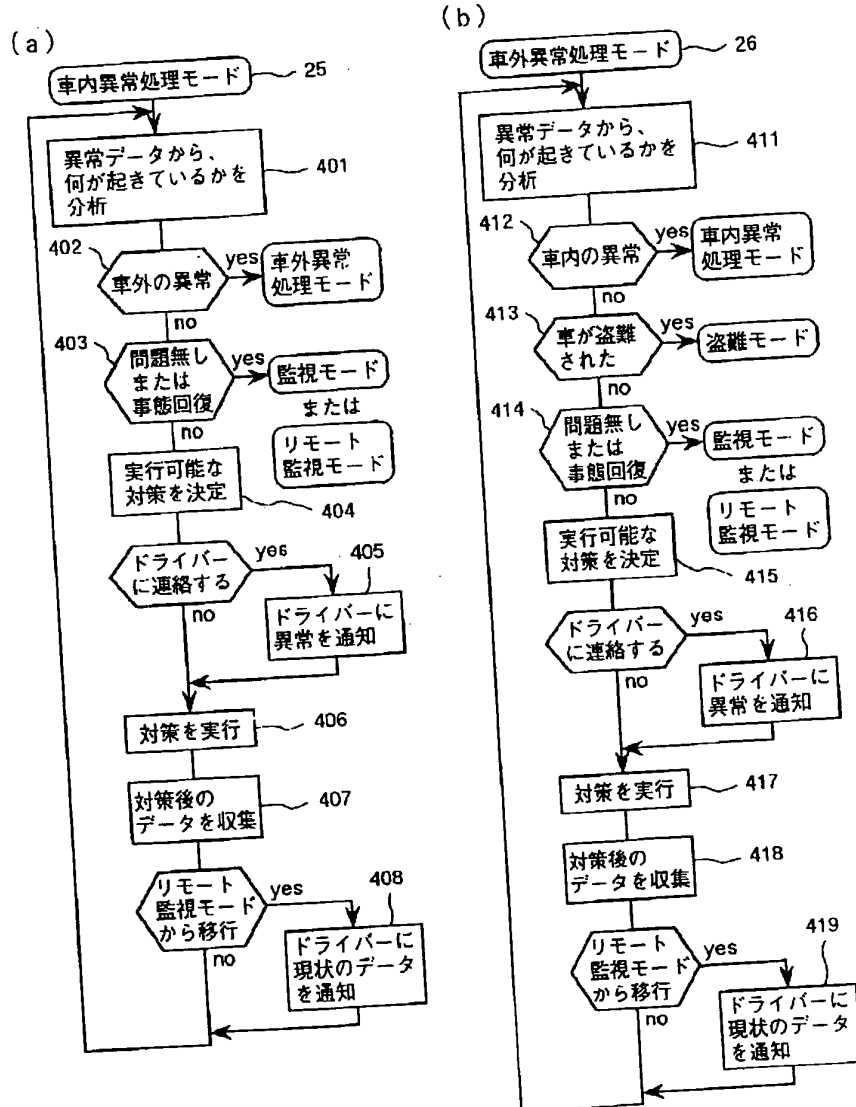 (a)
車内異常処理モード
25
異常データから、
何が起きているかを
分析
401
402
車外の異常
yes
車外異常
処理モード
no
403
問題無し
または
事態回復
yes
監視モード
または
リモート
監視モード
no
実行可能な
対策を決定
404
ドライバー
に連絡する
yes
405
ドライバーに
異常を通知
no
対策を実行
406
対策後の
データを収集
407
リモート
監視モード
から移行
yes
408
ドライバーに
現状のデータ
を通知
no
(b)
車外異常処理モード
26
異常データから、
何が起きているかを
分析
411
412
車内の異常
yes
車内異常
処理モード
no
413
車が盗難
された
yes
盗難モード
no
414
問題無し
または
事態回復
yes
監視モード
または
リモート
監視モード
no
実行可能な
対策を決定
415
ドライバー
に連絡する
yes
416
ドライバーに
異常を通知
no
対策を実行
417
対策後の
データを収集
418
リモート
監視モード
から移行
yes
419
ドライバーに
現状のデータ
を通知
no